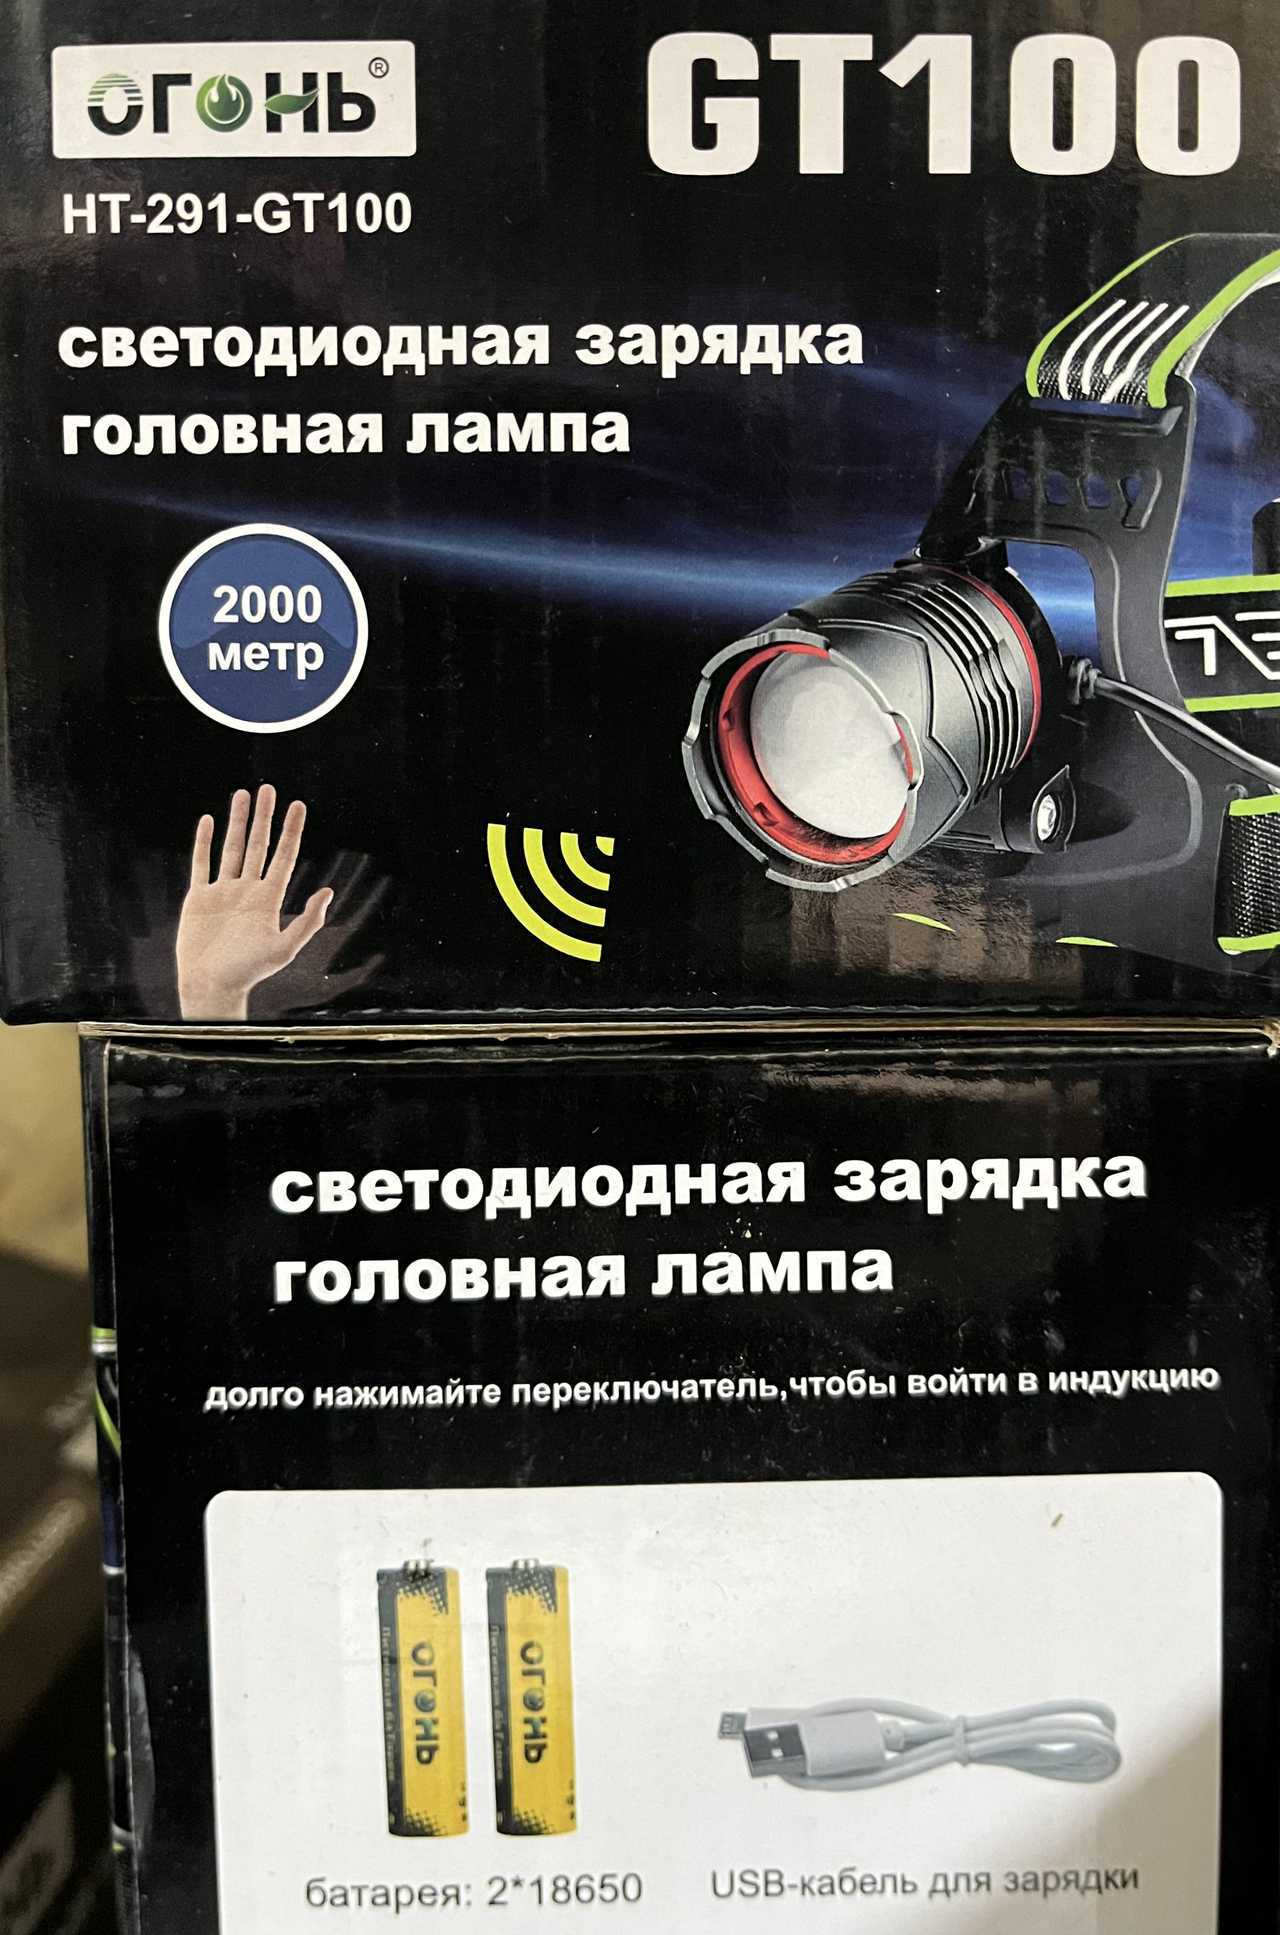 ОГОНЬ®
GT100
HT-291-GT100
светодиодная зарядка
головная лампа
2000
метр
светодиодная зарядка
головная лампа
долго нажимайте переключатель,чтобы войти в индукцию
ОГОНЬ
ОГОНЬ
батарея: 2*18650
USB-кабель для зарядки